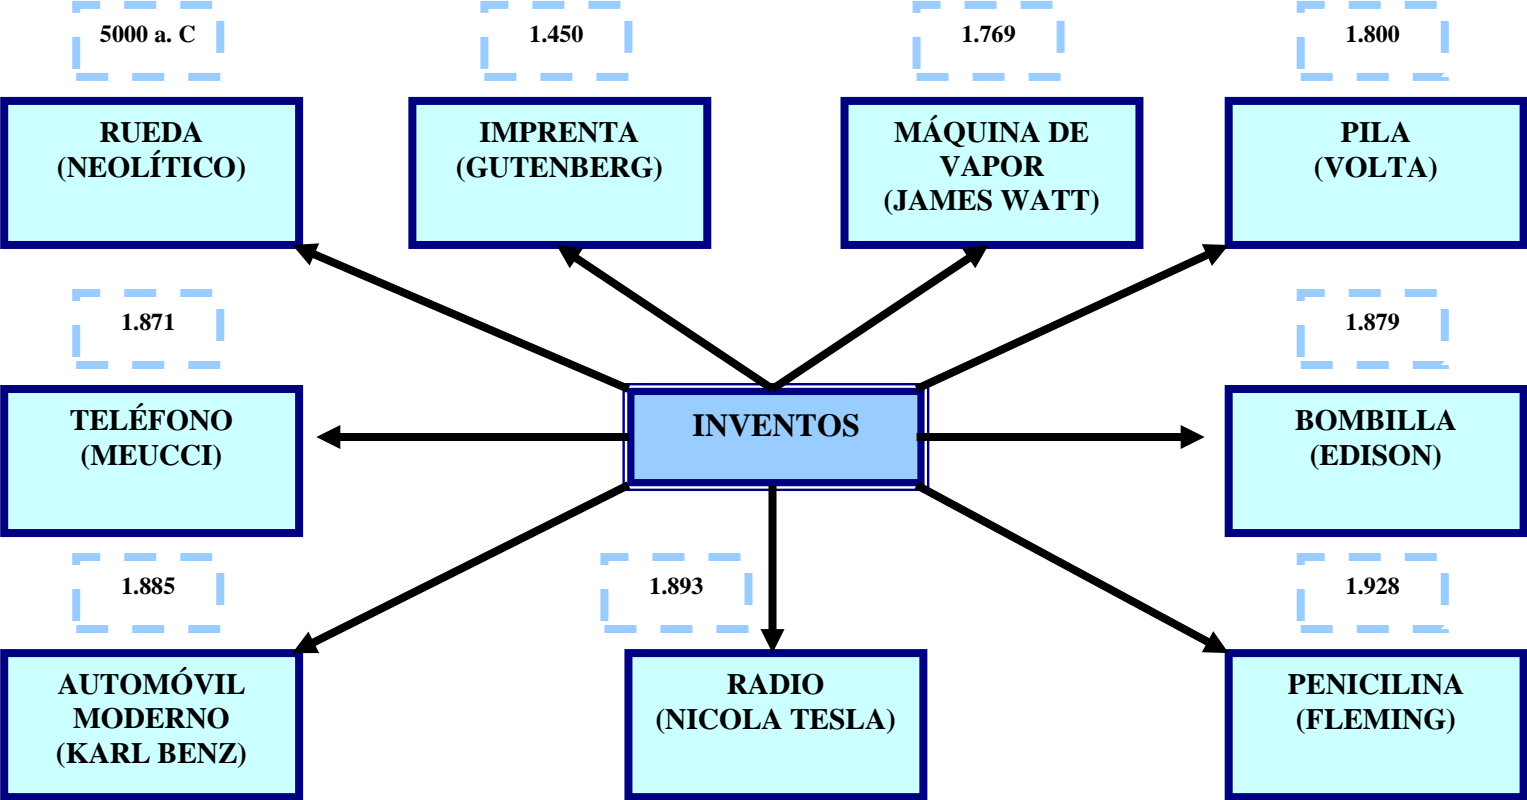 5000 a. C
1.450
1.769
1.800
RUEDA
(NEOLÍTICO)
IMPRENTA
(GUTENBERG)
MÁQUINA DE
VAPOR
(JAMES WATT)
PILA
(VOLTA)
1.871
1.879
TELÉFONO
(MEUCCI)
INVENTOS
BOMBILLA
(EDISON)
1.885
1.893
1.928
AUTOMÓVIL
MODERNO
(KARL BENZ)
RADIO
(NICOLA TESLA)
PENICILINA
(FLEMING)